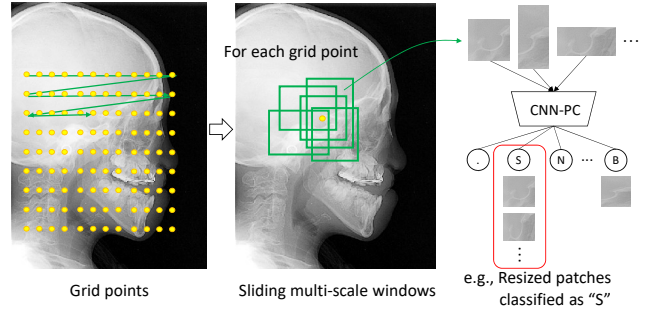 For each grid point
...
CNN-PC
. S N ... B
...
Grid points
Sliding multi-scale windows
e.g., Resized patches
classified as “S”